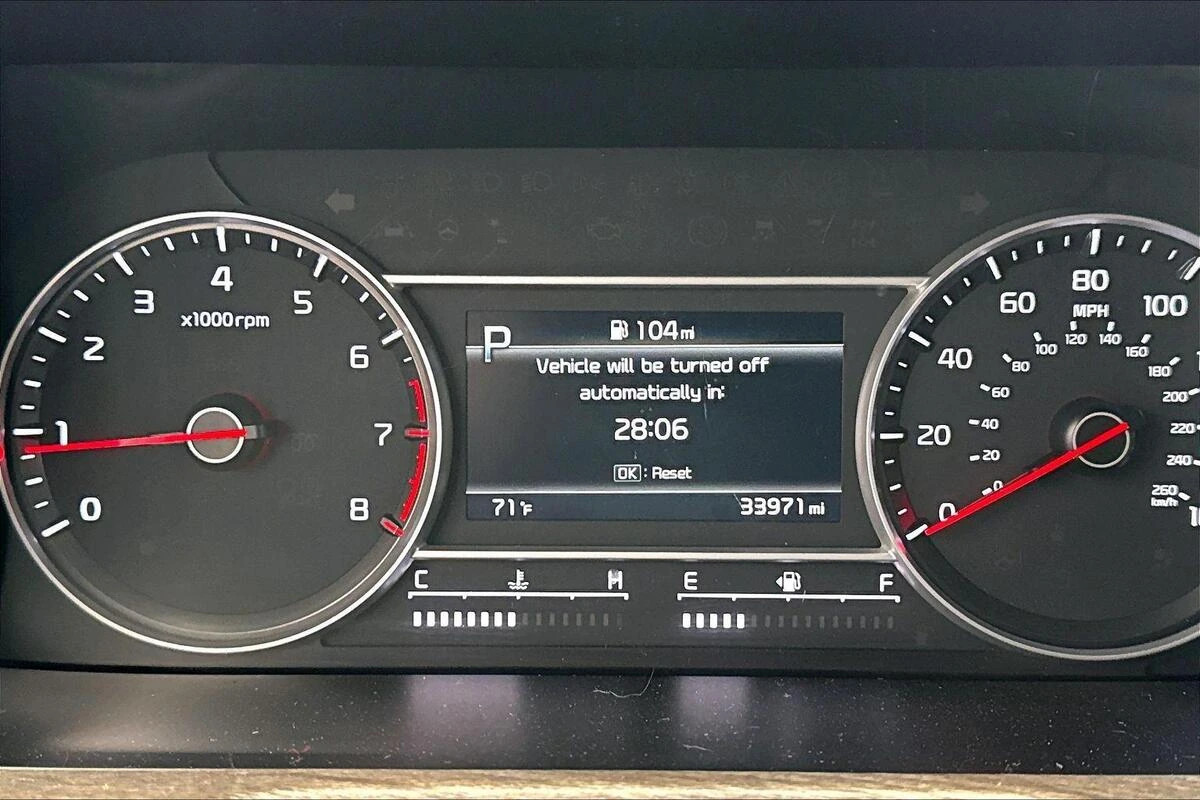 0
1
2
3
4
5
6
7
8
x1000rpm
P
104mi
Vehicle will be turned off
automatically in:
28:06
OK : Reset
71°F
33971mi
C
H
E
F
0
20
40
60
80
100
MPH
0
20
40
60
80
100
120
140
160
180
200
220
240
260
km/h